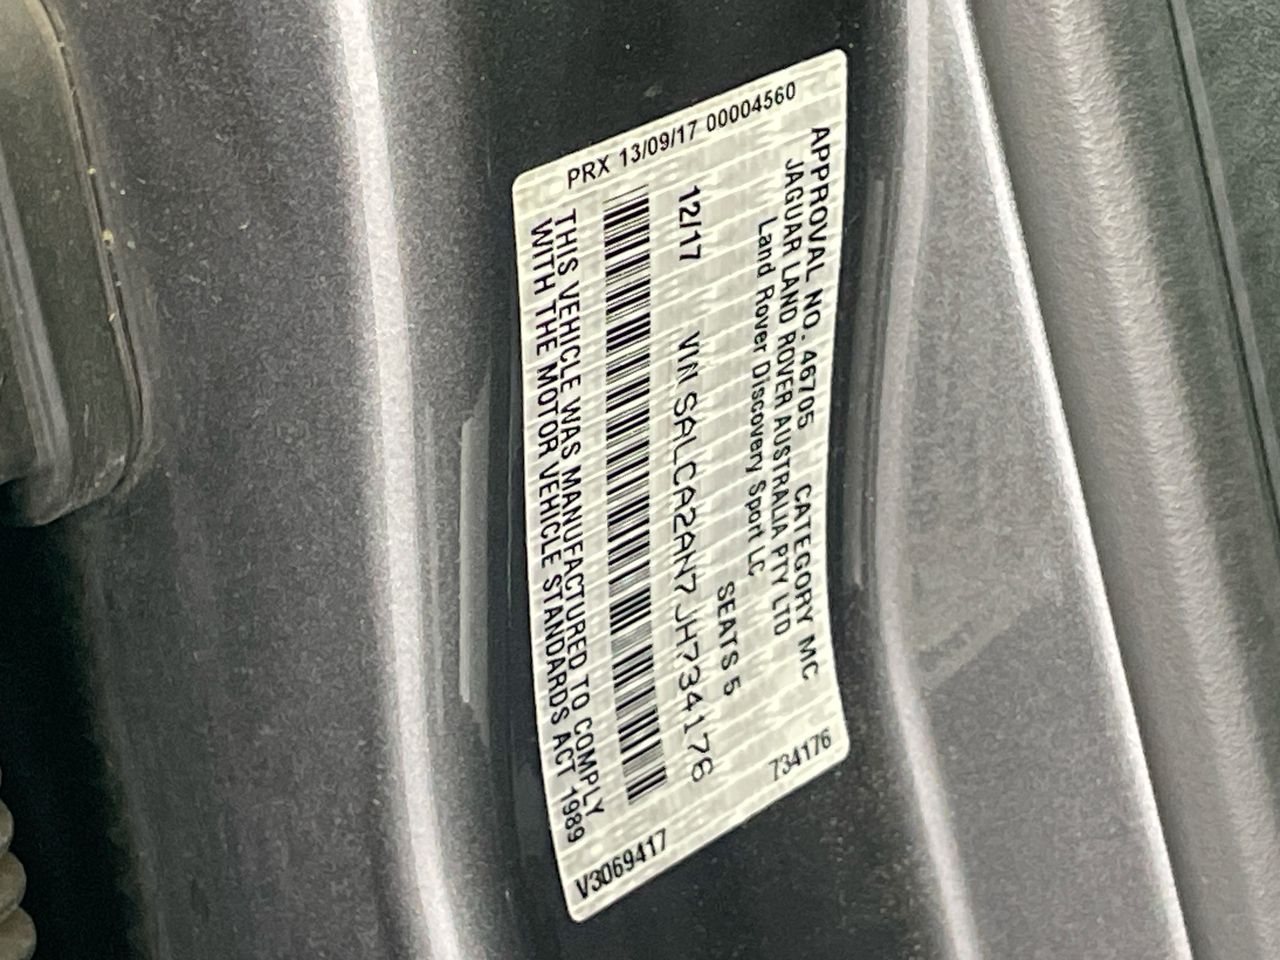 PRX 13/09/17 00004560
APPROVAL NO. 46705 CATEGORY MC
JAGUAR LAND ROVER AUSTRALIA PTY LTD
Land Rover Discovery Sport LC
SEATS 5
12/17 VIN SALCA2AN7JH734176
THIS VEHICLE WAS MANUFACTURED TO COMPLY
WITH THE MOTOR VEHICLE STANDARDS ACT 1989
V3069417 734176